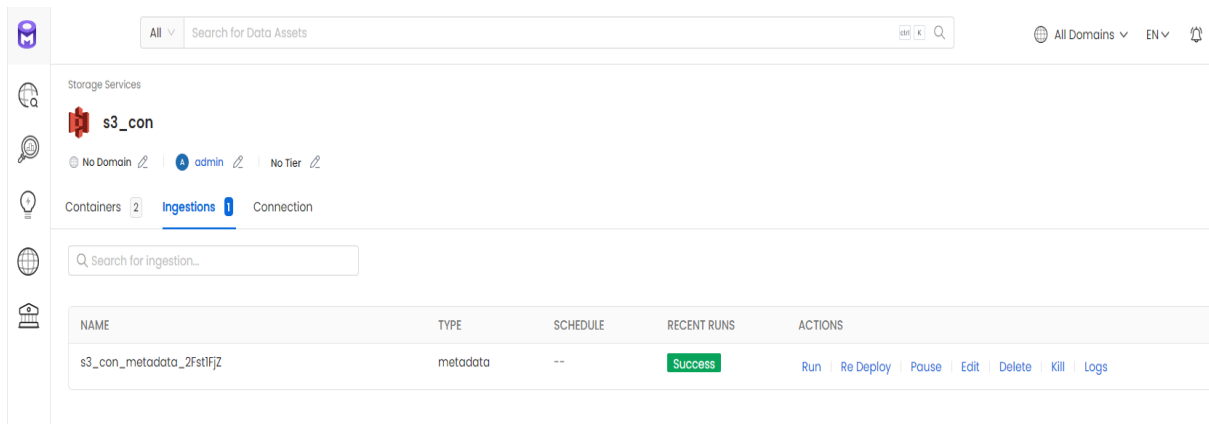 All Search for Data Assets ctrl K All Domains EN
Storage Services
s3_con
No Domain A admin No Tier
Containers 2 Ingestions 1 Connection
Search for ingestion...
NAME TYPE SCHEDULE RECENT RUNS ACTIONS
s3_con_metadata_2Fst1FjZ metadata -- Success Run Re Deploy Pause Edit Delete Kill Logs